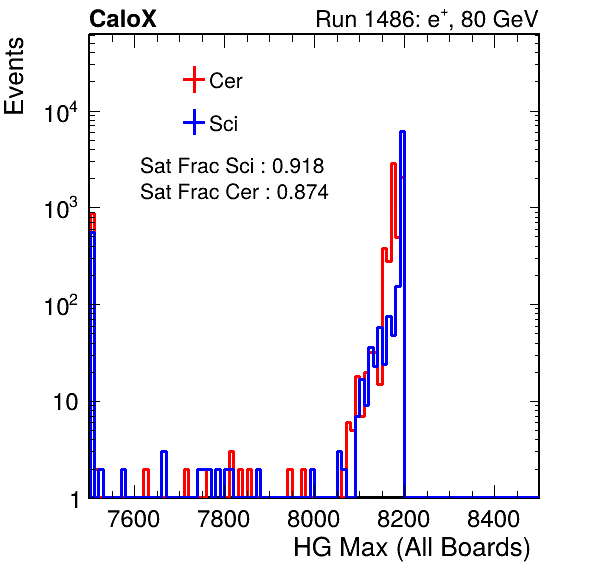 CaloX Run 1486: e⁺, 80 GeV
Events
Cer
Sci
Sat Frac Sci : 0.918
Sat Frac Cer : 0.874
10⁴
10³
10²
10
1
7600 7800 8000 8200 8400
HG Max (All Boards)